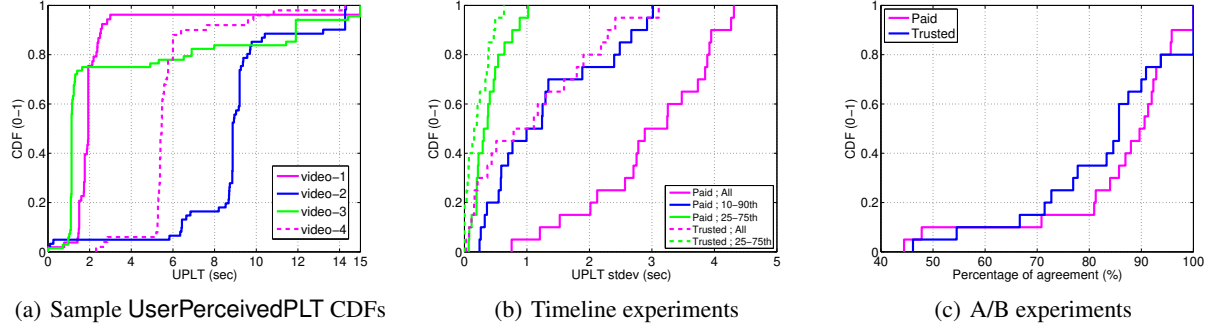 1
0.8
0.6
0.4
0.2
0
CDF (0-1)
0 2 4 6 8 10 12 14 15
UPLT (sec)
video-1
video-2
video-3
video-4
(a) Sample UserPerceivedPLT CDFs
1
0.8
0.6
0.4
0.2
0
CDF (0-1)
0 1 2 3 4 5
UPLT stdev (sec)
Paid ; All
Paid ; 10-90th
Paid ; 25-75th
Trusted ; All
Trusted ; 25-75th
(b) Timeline experiments
1
0.8
0.6
0.4
0.2
0
CDF (0-1)
40 50 60 70 80 90 100
Percentage of agreement (%)
Paid
Trusted
(c) A/B experiments